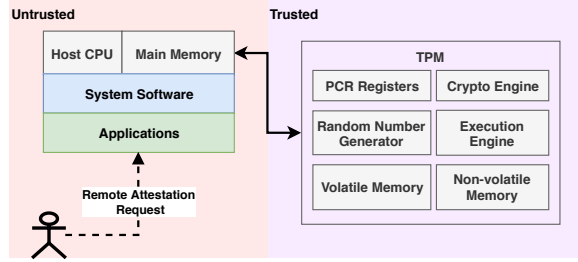 Untrusted
Trusted
Host CPU
Main Memory
System Software
Applications
Remote Attestation
Request
TPM
PCR Registers
Crypto Engine
Random Number
Generator
Execution
Engine
Volatile Memory
Non-volatile
Memory